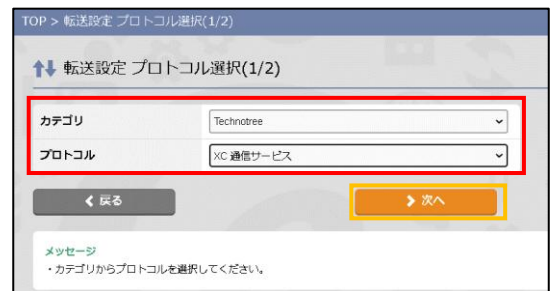 TOP > 転送設定 プロトコル選択(1/2)
転送設定 プロトコル選択(1/2)
カテゴリ Technotree
プロトコル XC 通信サービス
戻る 次へ
メッセージ
・カテゴリからプロトコルを選択してください。